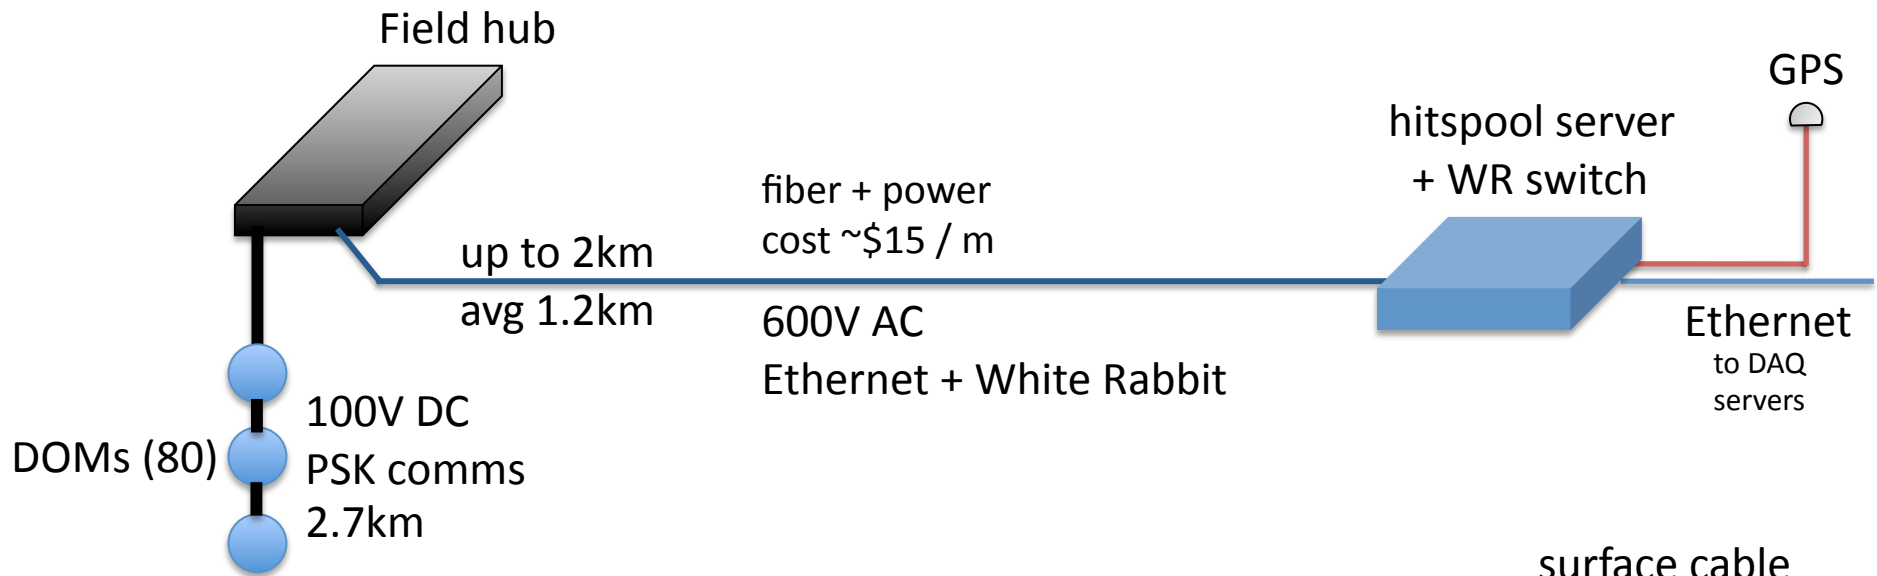 Field hub
GPS
hitspool server
+ WR switch
fiber + power
cost ~$15 / m
up to 2km
avg 1.2km
600V AC
Ethernet + White Rabbit
Ethernet
to DAQ
servers
100V DC
DOMs (80)
PSK comms
2.7km
surface cable